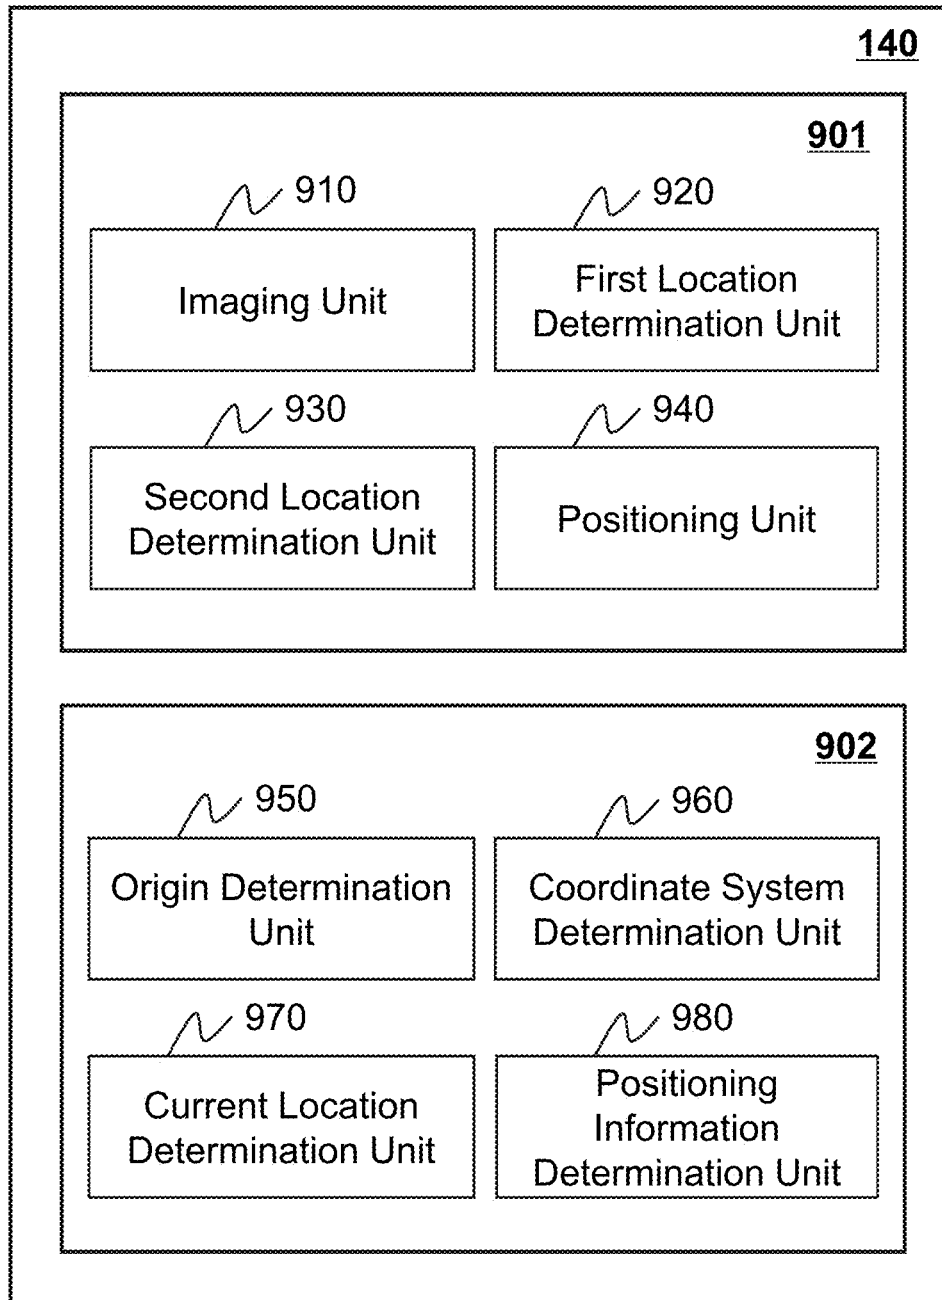 140
901
910
920
Imaging Unit
First Location
Determination Unit
930
940
Second Location
Determination Unit
Positioning Unit
902
950
960
Origin Determination
Unit
Coordinate System
Determination Unit
970
980
Current Location
Determination Unit
Positioning
Information
Determination Unit